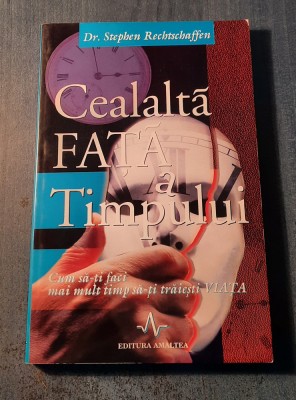 Dr. Stephen Rechtschaffen
Cealaltă
FAȚĂ
a
Timpului
Cum să-ți faci
mai mult timp să-ți trăiești VIAȚA
EDITURA AMALTEA